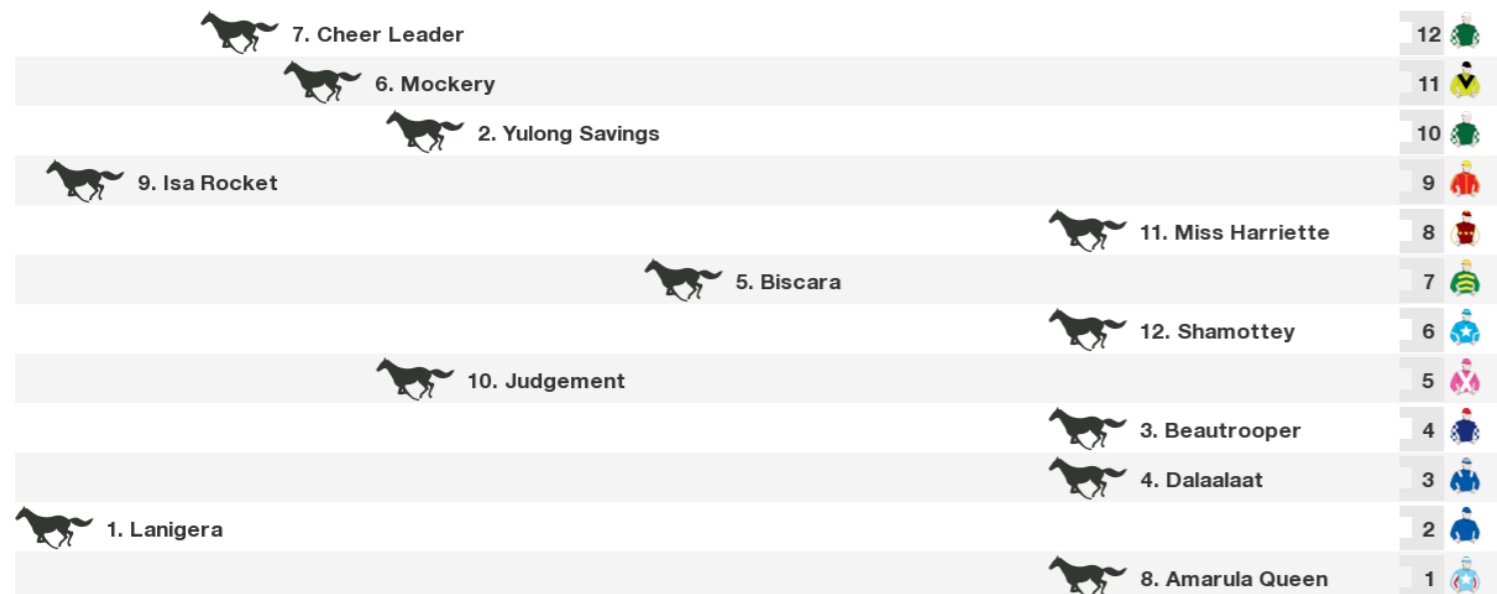 7. Cheer Leader 12
6. Mockery 11
2. Yulong Savings 10
9. Isa Rocket 9
11. Miss Harriette 8
5. Biscara 7
12. Shamottey 6
10. Judgement 5
3. Beautrooper 4
4. Dalaalaat 3
1. Lanigera 2
8. Amarula Queen 1